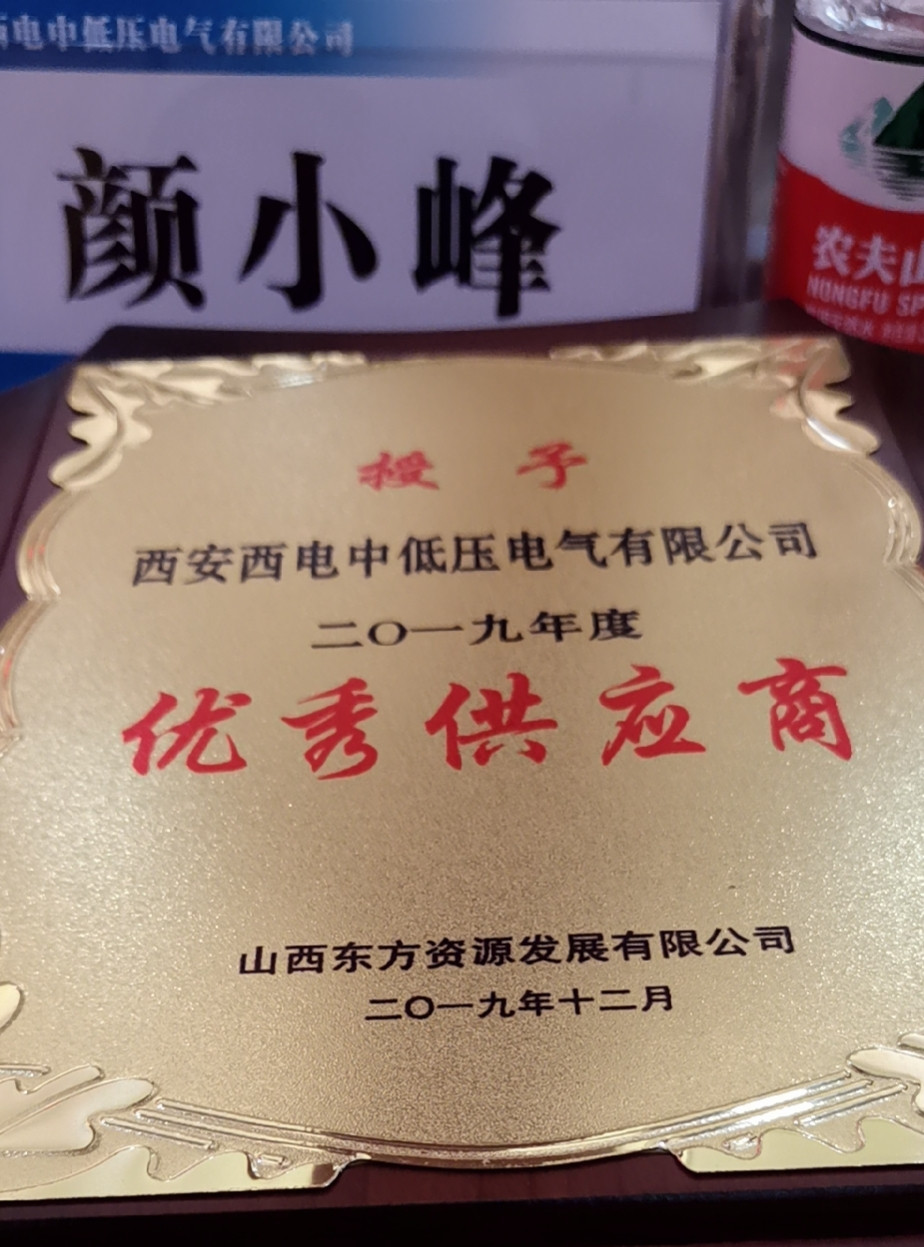 西电中低压电气有限公司
颜小峰
农夫山
NONGFU SP
授予
西安西电中低压电气有限公司
二〇一九年度
优秀供应商
山西东方资源发展有限公司
二〇一九年十二月